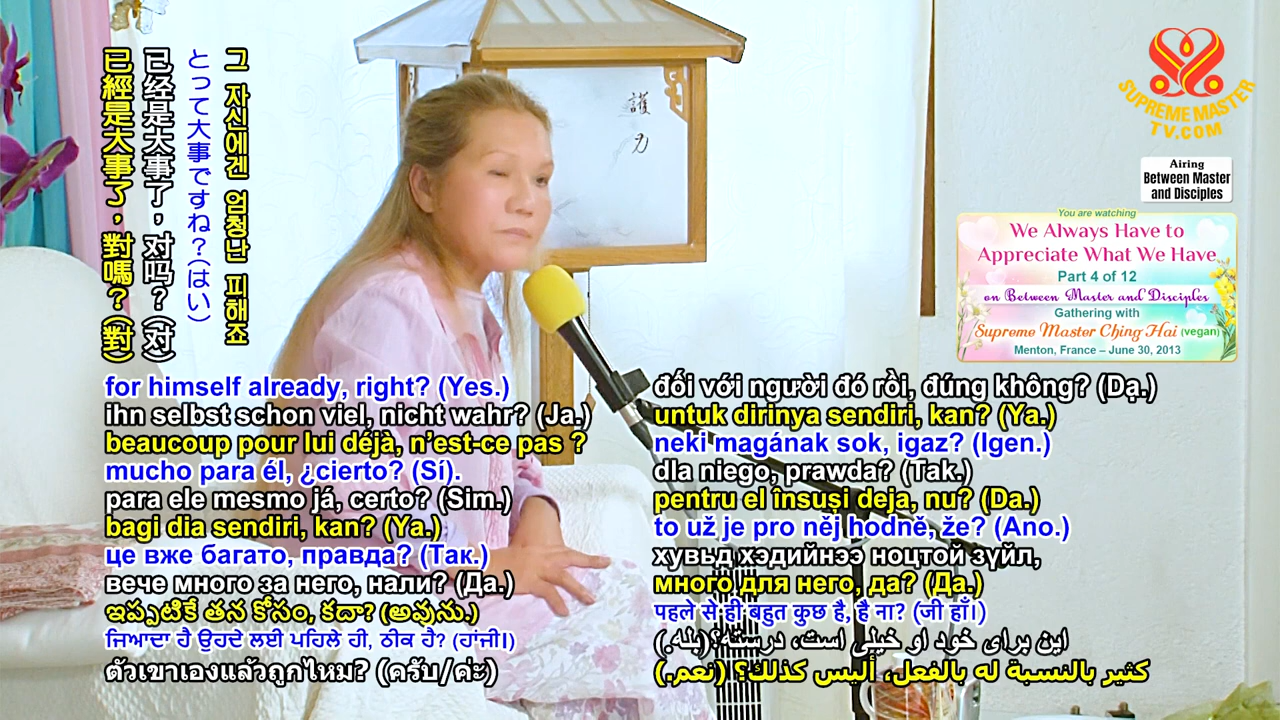 已經是大事了，對嗎？(對)
已经是大事了，对吗？(对)
とって大事ですね？(はい)
그 자신에겐 엄청난 피해죠
護力
SUPREME MASTER
TV.COM
Airing
Between Master
and Disciples
You are watching
We Always Have to
Appreciate What We Have
Part 4 of 12
on Between Master and Disciples
Gathering with
Supreme Master Ching Hai (vegan)
Menton, France – June 30, 2013
for himself already, right? (Yes.)
ihn selbst schon viel, nicht wahr? (Ja.)
beaucoup pour lui déjà, n’est-ce pas ?
mucho para él, ¿cierto? (Sí).
para ele mesmo já, certo? (Sim.)
bagi dia sendiri, kan? (Ya.)
це вже багато, правда? (Так.)
вече много за него, нали? (Да.)
ఇప్పటికే తన కోసం, కదా? (అవును.)
ਜਿਆਦਾ ਹੈ ਉਹਦੇ ਲਈ ਪਹਿਲੇ ਹੀ, ਠੀਕ ਹੈ? (ਹਾਂਜੀ।)
ตัวเขาเองแล้วถูกไหม? (ครับ/ค่ะ)
đối với người đó rồi, đúng không? (Dạ.)
untuk dirinya sendiri, kan? (Ya.)
neki magának sok, igaz? (Igen.)
dla niego, prawda? (Tak.)
pentru el însuși deja, nu? (Da.)
to už je pro něj hodně, že? (Ano.)
хувьд хэдийнээ ноцтой зүйл,
много для него, да? (Да.)
पहले से ही बहुत कुछ है, है ना? (जी हाँ।)
این برای خود او خیلی است، درسته؟(بله.)
كثير بالنسبة له بالفعل، أليس كذلك؟ (نعم.)